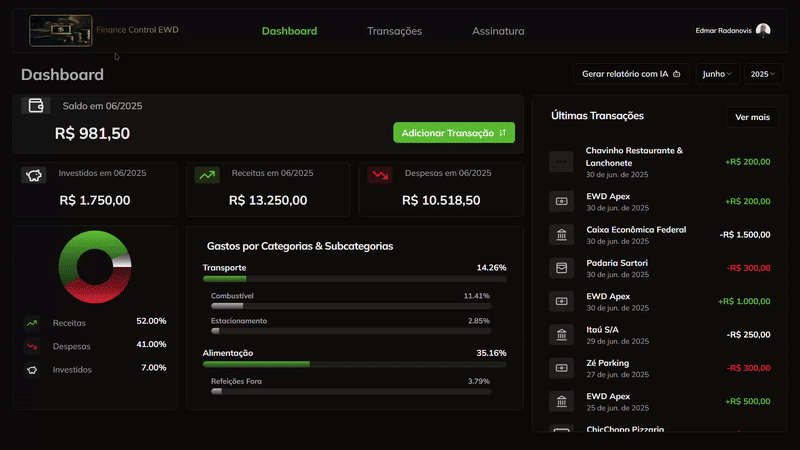 Finance Control EWD
Dashboard
Transações
Assinatura
Edmar Radanovis
Dashboard
Gerar relatório com IA
Junho
2025
Saldo em 06/2025
R$ 981,50
Adicionar Transação
Investidos em 06/2025
R$ 1.750,00
Receitas em 06/2025
R$ 13.250,00
Despesas em 06/2025
R$ 10.518,50
Receitas 52.00%
Despesas 41.00%
Investidos 7.00%
Gastos por Categorias & Subcategorias
Transporte 14.26%
Combustível 11.41%
Estacionamento 2.85%
Alimentação 35.16%
Refeições Fora 3.79%
Últimas Transações
Ver mais
Chavinho Restaurante &
Lanchonete
30 de jun. de 2025
+R$ 200,00
EWD Apex
30 de jun. de 2025
+R$ 200,00
Caixa Econômica Federal
30 de jun. de 2025
-R$ 1.500,00
Padaria Sartori
30 de jun. de 2025
-R$ 300,00
EWD Apex
30 de jun. de 2025
+R$ 1.000,00
Itaú S/A
29 de jun. de 2025
-R$ 250,00
Zé Parking
27 de jun. de 2025
-R$ 300,00
EWD Apex
25 de jun. de 2025
+R$ 500,00
ChicChopp Pizzaria